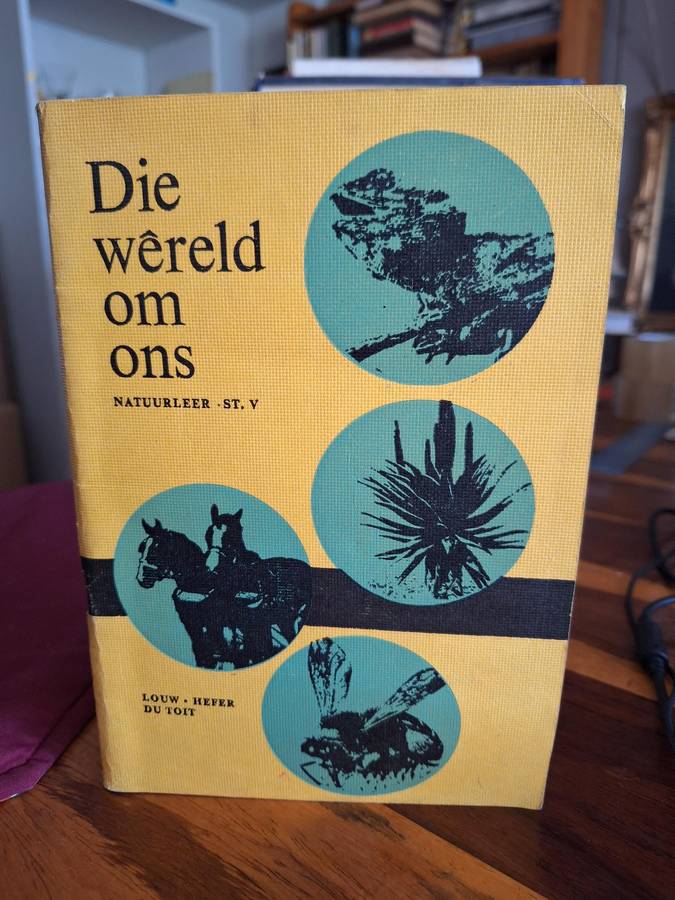 Die
wêreld
om
ons
NATUURLEER · ST. V
LOUW · HEFER
DU TOIT